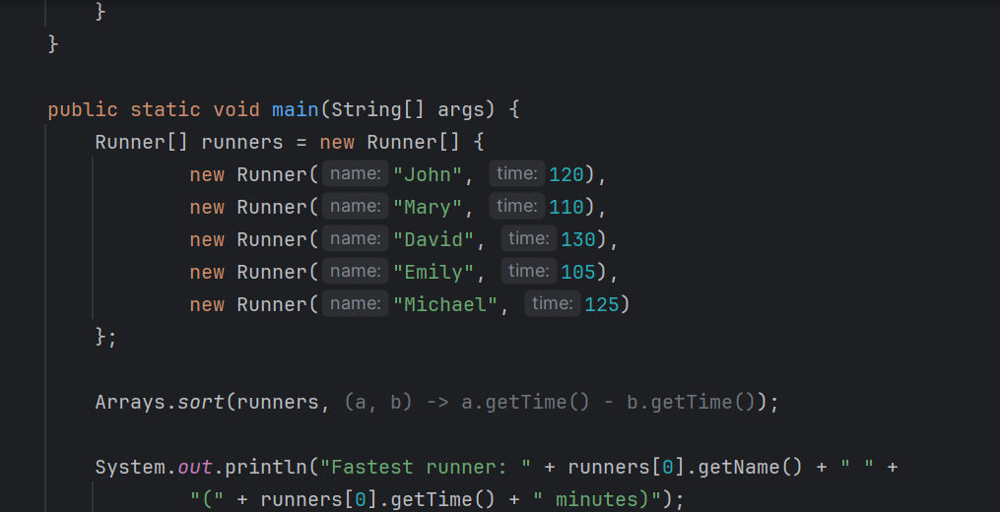 }
}
public static void main(String[] args) {
Runner[] runners = new Runner[] {
new Runner( name: "John", time: 120),
new Runner( name: "Mary", time: 110),
new Runner( name: "David", time: 130),
new Runner( name: "Emily", time: 105),
new Runner( name: "Michael", time: 125)
};
Arrays.sort(runners, (a, b) -> a.getTime() - b.getTime());
System.out.println("Fastest runner: " + runners[0].getName() + " " +
"(" + runners[0].getTime() + " minutes)");